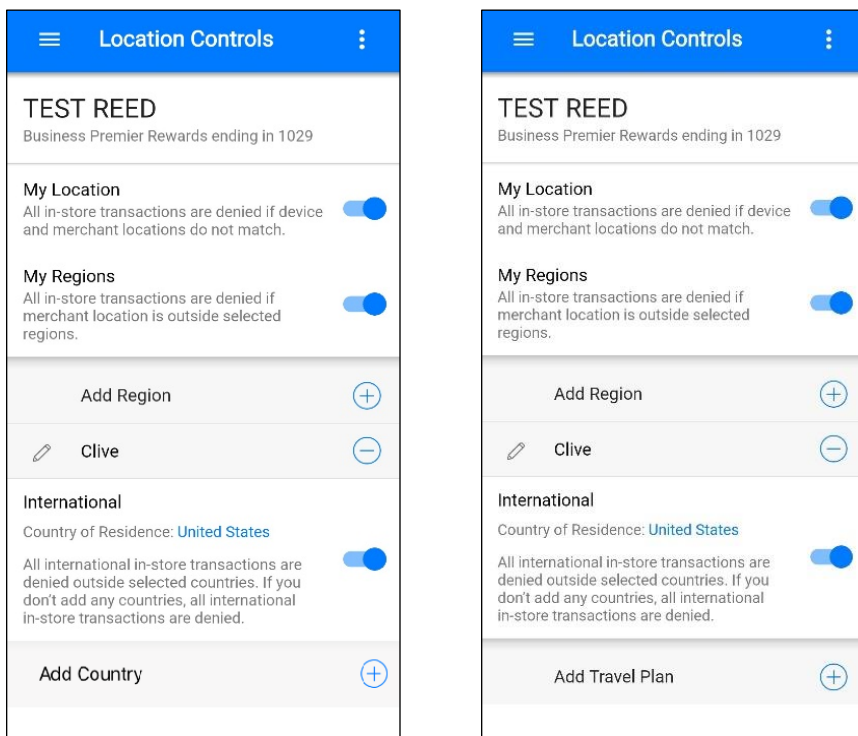 Location Controls
TEST REED
Business Premier Rewards ending in 1029
My Location
All in-store transactions are denied if device
and merchant locations do not match.
My Regions
All in-store transactions are denied if
merchant location is outside selected
regions.
Add Region
Clive
International
Country of Residence: United States
All international in-store transactions are
denied outside selected countries. If you
don't add any countries, all international
in-store transactions are denied.
Add Country
Location Controls
TEST REED
Business Premier Rewards ending in 1029
My Location
All in-store transactions are denied if device
and merchant locations do not match.
My Regions
All in-store transactions are denied if
merchant location is outside selected
regions.
Add Region
Clive
International
Country of Residence: United States
All international in-store transactions are
denied outside selected countries. If you
don't add any countries, all international
in-store transactions are denied.
Add Travel Plan